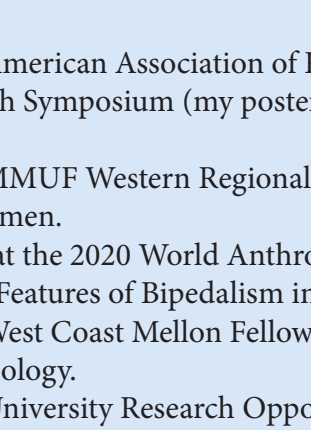 American Association of
h Symposium (my poster
MMUF Western Regional
men.
at the 2020 World Anthro
Features of Bipedalism in
West Coast Mellon Fellow
ology.
University Research Oppo